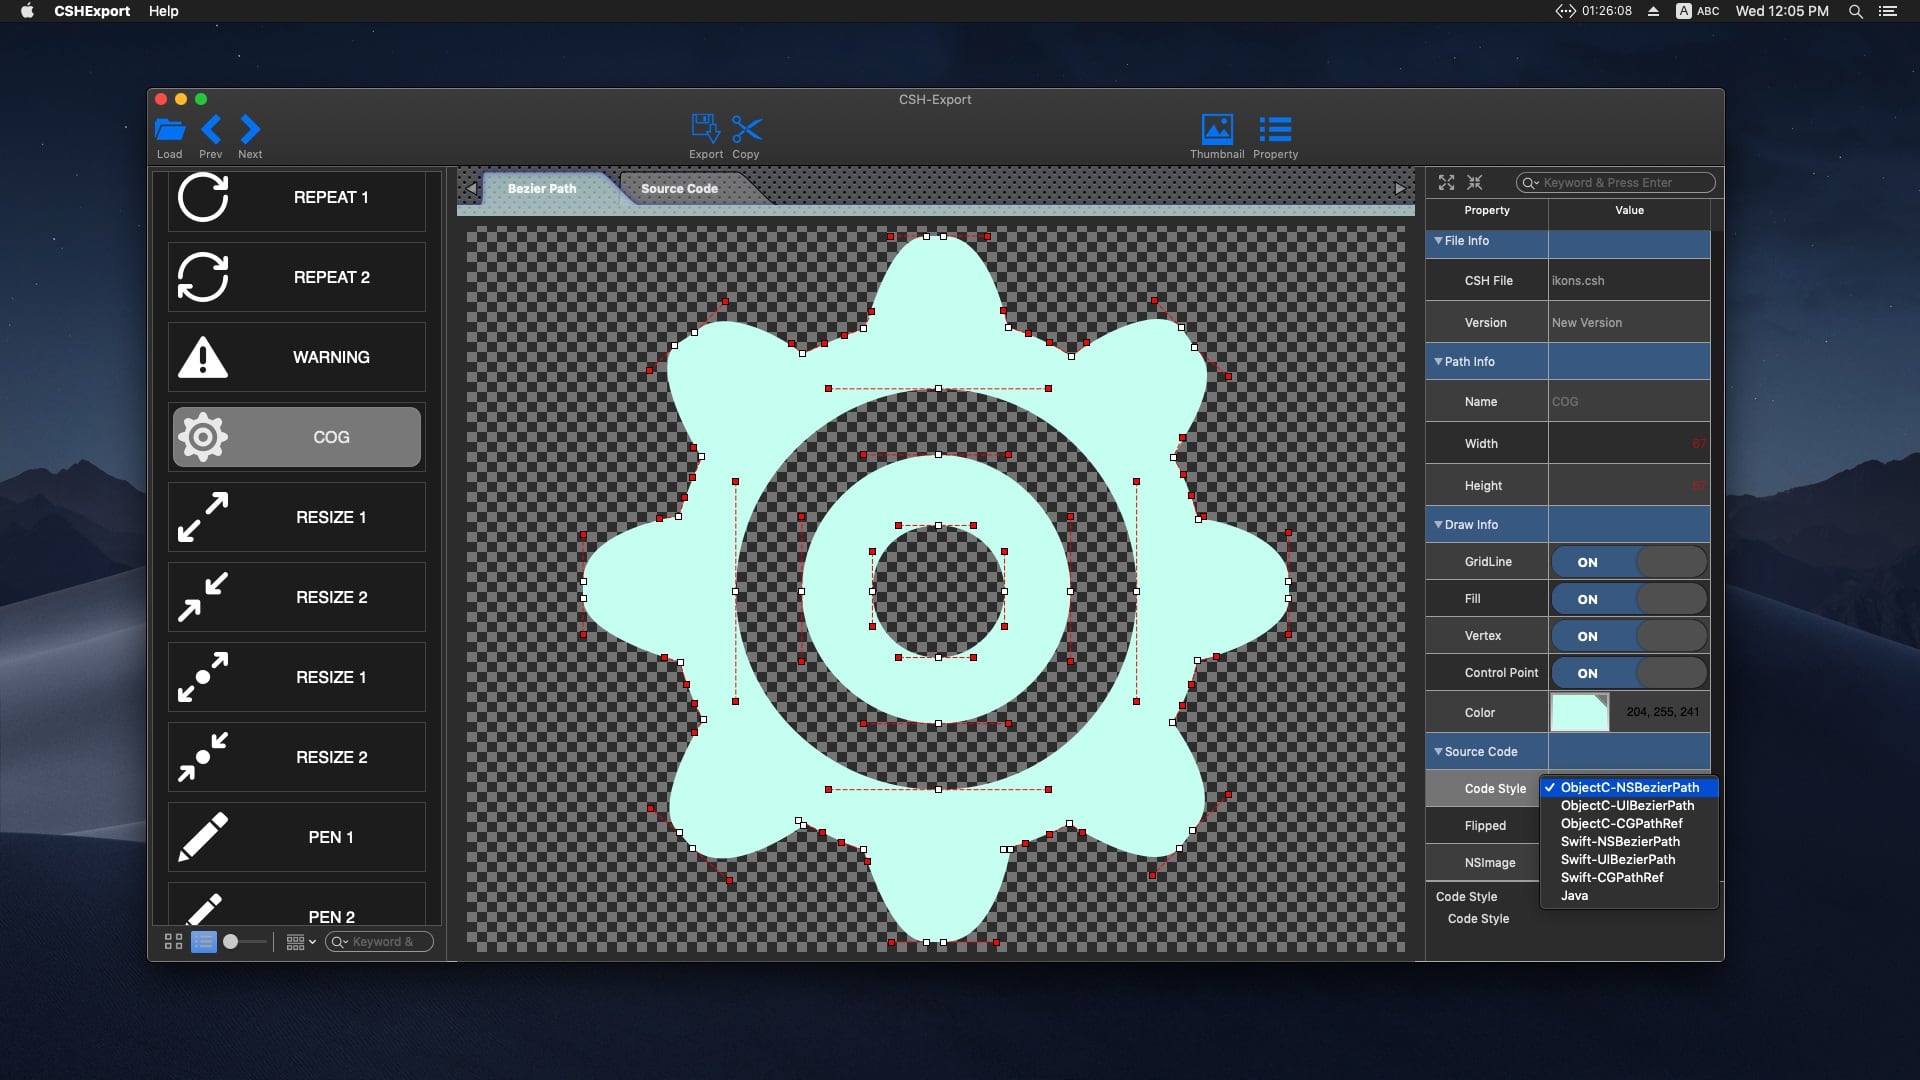 CSHExport Help
01:26:08 A ABC Wed 12:05 PM
CSH-Export
Load Prev Next
Export Copy
Thumbnail Property
REPEAT 1
REPEAT 2
WARNING
COG
RESIZE 1
RESIZE 2
RESIZE 1
RESIZE 2
PEN 1
PEN 2
Keyword &
Bezier Path Source Code
Keyword & Press Enter
Property Value
File Info
CSH File ikons.csh
Version New Version
Path Info
Name COG
Width 67
Height
Draw Info
GridLine ON
Fill ON
Vertex ON
Control Point ON
Color 204, 255, 241
Source Code
Code Style
Flipped
NSImage
ObjectC-NSBezierPath
ObjectC-UIBezierPath
ObjectC-CGPathRef
Swift-NSBezierPath
Swift-UIBezierPath
Swift-CGPathRef
Java
Code Style
Code Style